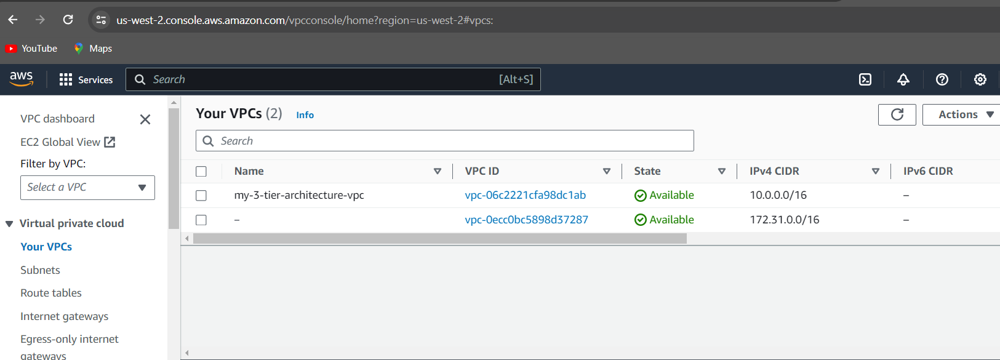 us-west-2.console.aws.amazon.com/vpcconsole/home?region=us-west-2#vpcs:
YouTube Maps
aws Services Search [Alt+S]
VPC dashboard
EC2 Global View
Filter by VPC:
Select a VPC
Virtual private cloud
Your VPCs
Subnets
Route tables
Internet gateways
Egress-only internet
gateways
Your VPCs (2) Info
Actions
Search
Name VPC ID State IPv4 CIDR IPv6 CIDR
my-3-tier-architecture-vpc vpc-06c2221cfa98dc1ab Available 10.0.0.0/16 –
– vpc-0ecc0bc5898d37287 Available 172.31.0.0/16 –